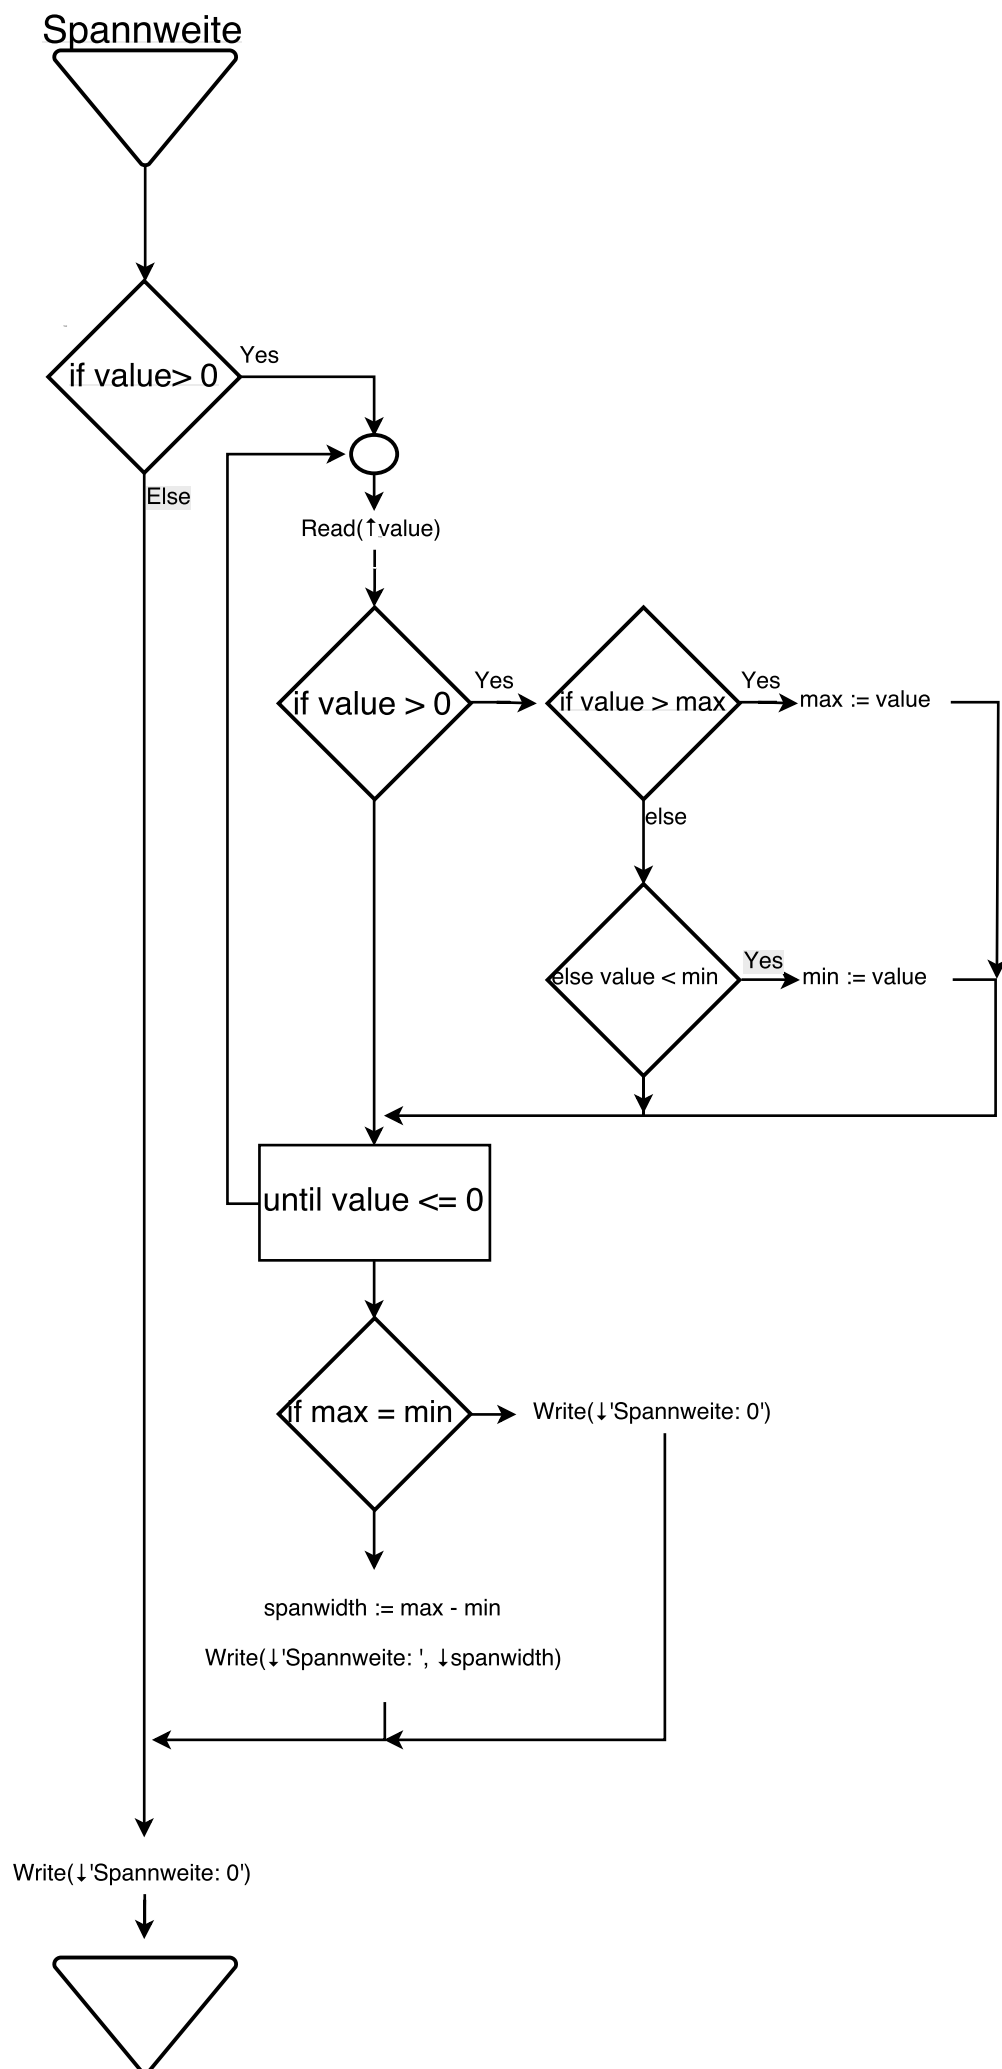 Spannweite
if value> 0
Yes
Else
Read(↑value)
if value > 0
Yes
if value > max
Yes
max := value
else
else value < min
Yes
min := value
until value <= 0
if max = min
Write(↓'Spannweite: 0')
spanwidth := max - min
Write(↓'Spannweite: ', ↓spanwidth)
Write(↓'Spannweite: 0')